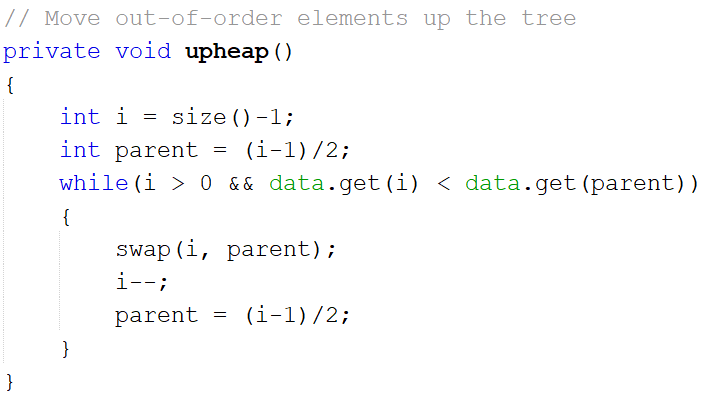 // Move out-of-order elements up the tree
private void upheap()
{
    int i = size()-1;
    int parent = (i-1)/2;
    while(i > 0 && data.get(i) < data.get(parent))
    {
        swap(i, parent);
        i--;
        parent = (i-1)/2;
    }
}